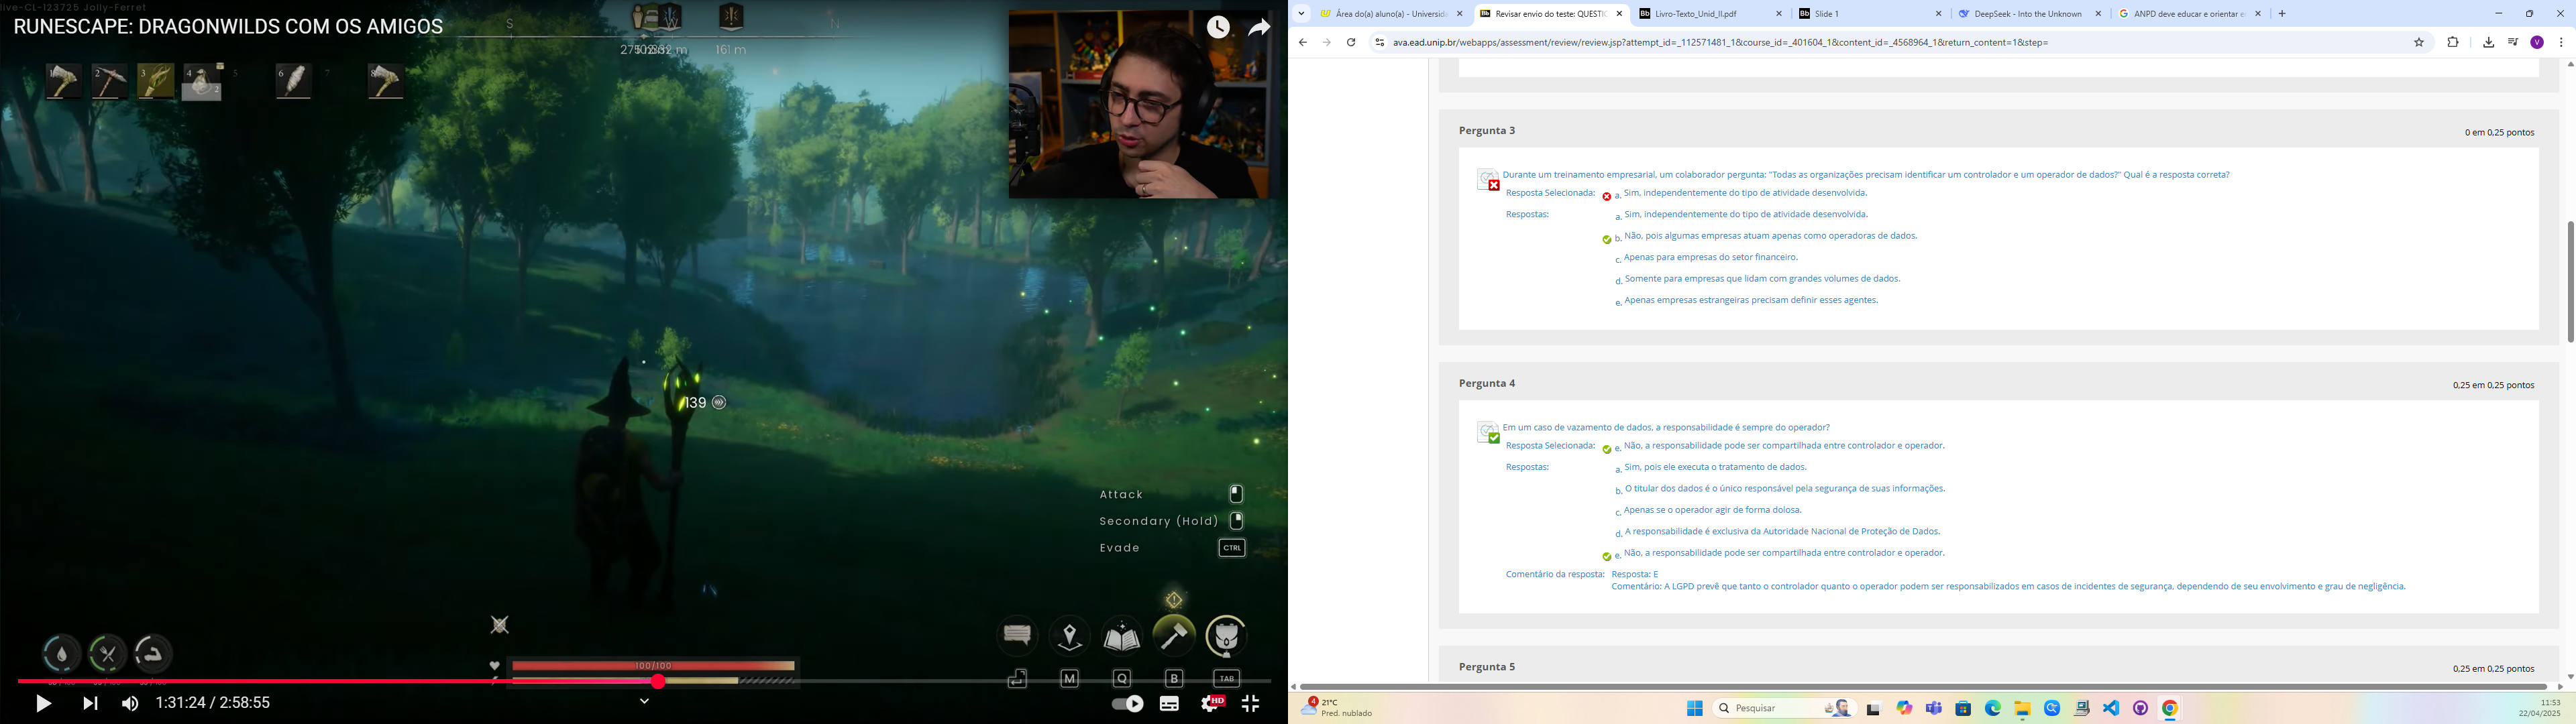 live-CL-123725 Jolly-Ferret
RUNESCAPE: DRAGONWILDS COM OS AMIGOS
S
W
N
161 m
1
2
3
4
5
6
7
8
2
139
Attack
Secondary (Hold)
Evade
CTRL
100/100
M
Q
B
TAB
HD
1:31:24 / 2:58:55
Área do(a) aluno(a) - Universida
Revisar envio do teste: QUESTIO
Livro-Texto_Unid_II.pdf
Slide 1
DeepSeek - Into the Unknown
ANPD deve educar e orientar e
ava.ead.unip.br/webapps/assessment/review/review.jsp?attempt_id=_112571481_1&course_id=_401604_1&content_id=_4568964_1&return_content=1&step=
V
Pergunta 3
0 em 0,25 pontos
Durante um treinamento empresarial, um colaborador pergunta: "Todas as organizações precisam identificar um controlador e um operador de dados?" Qual é a resposta correta?
Resposta Selecionada: a. Sim, independentemente do tipo de atividade desenvolvida.
Respostas: a. Sim, independentemente do tipo de atividade desenvolvida.
b. Não, pois algumas empresas atuam apenas como operadoras de dados.
c. Apenas para empresas do setor financeiro.
d. Somente para empresas que lidam com grandes volumes de dados.
e. Apenas empresas estrangeiras precisam definir esses agentes.
Pergunta 4
0,25 em 0,25 pontos
Em um caso de vazamento de dados, a responsabilidade é sempre do operador?
Resposta Selecionada: e. Não, a responsabilidade pode ser compartilhada entre controlador e operador.
Respostas: a. Sim, pois ele executa o tratamento de dados.
b. O titular dos dados é o único responsável pela segurança de suas informações.
c. Apenas se o operador agir de forma dolosa.
d. A responsabilidade é exclusiva da Autoridade Nacional de Proteção de Dados.
e. Não, a responsabilidade pode ser compartilhada entre controlador e operador.
Comentário da resposta: Resposta: E
Comentário: A LGPD prevê que tanto o controlador quanto o operador podem ser responsabilizados em casos de incidentes de segurança, dependendo de seu envolvimento e grau de negligência.
Pergunta 5
0,25 em 0,25 pontos
4
21°C
Pred. nublado
Pesquisar
11:53
22/04/2025